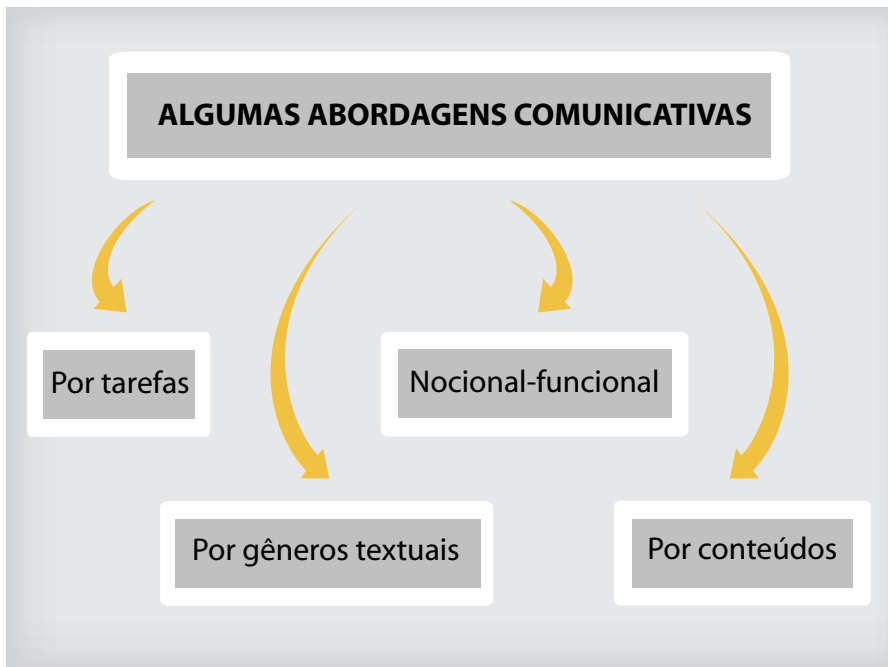 ALGUMAS ABORDAGENS COMUNICATIVAS
Por tarefas
Nocional-funcional
Por gêneros textuais
Por conteúdos